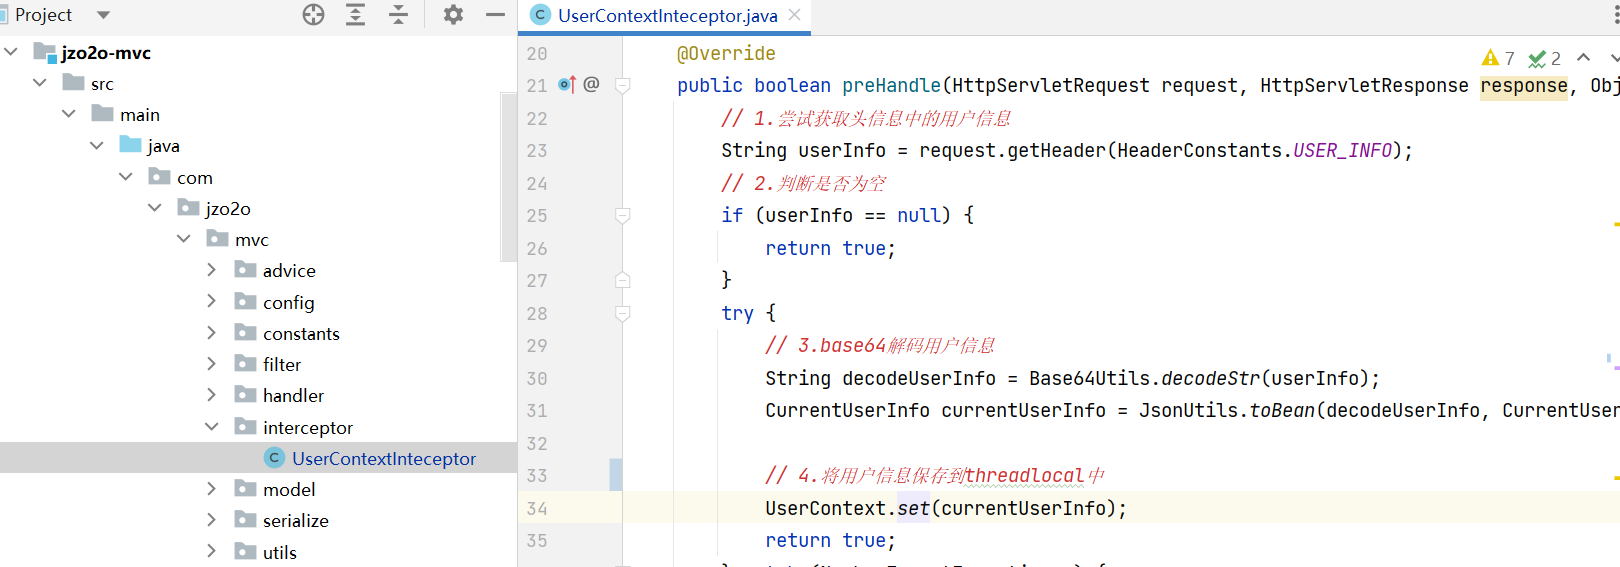 Project
UserContextInteceptor.java
jzo2o-mvc
src
main
java
com
jzo2o
mvc
advice
config
constants
filter
handler
interceptor
UserContextInteceptor
model
serialize
utils
7 2
20 @Override
21 @ public boolean preHandle(HttpServletRequest request, HttpServletResponse response, Obj
22 // 1.尝试获取头信息中的用户信息
23 String userInfo = request.getHeader(HeaderConstants.USER_INFO);
24 // 2.判断是否为空
25 if (userInfo == null) {
26 return true;
27 }
28 try {
29 // 3.base64解码用户信息
30 String decodeUserInfo = Base64Utils.decodeStr(userInfo);
31 CurrentUserInfo currentUserInfo = JsonUtils.toBean(decodeUserInfo, CurrentUser
32
33 // 4.将用户信息保存到threadlocal中
34 UserContext.set(currentUserInfo);
35 return true;